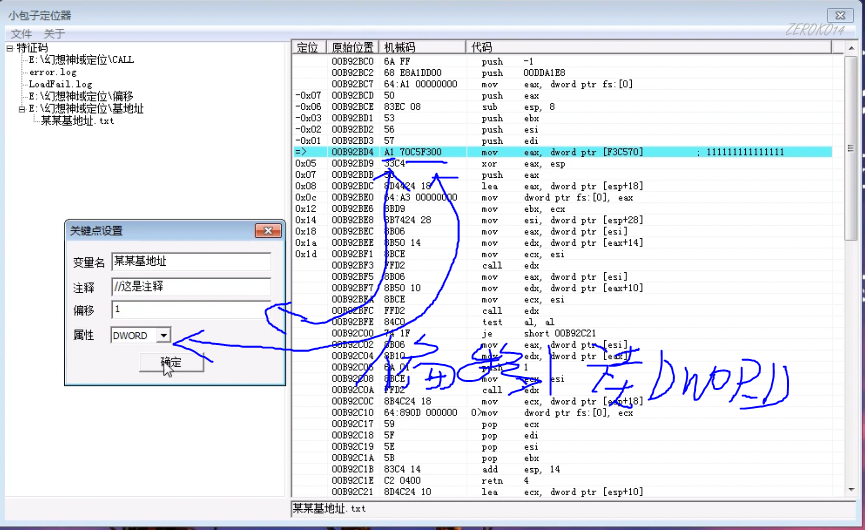 小包子定位器
文件 关于
ZEROK014
特征码
E:\幻想神域定位\CALL
error.log
LoadFail.log
E:\幻想神域定位\偏移
E:\幻想神域定位\基地址
某某基地址.txt
定位 原始位置 机械码 代码
00B92BC0 6A FF push -1
00B92BC2 68 E8A1DD00 push 00DDA1E8
00B92BC7 64:A1 00000000 mov eax, dword ptr fs:[0]
-0x07 00B92BCD 50 push eax
-0x06 00B92BCE 83EC 08 sub esp, 8
-0x03 00B92BD1 53 push ebx
-0x02 00B92BD2 56 push esi
-0x01 00B92BD3 57 push edi
=> 00B92BD4 A1 70C5F300 mov eax, dword ptr [F3C570] ; 111111111111111
0x05 00B92BD9 33C4 xor eax, esp
0x07 00B92BDB push eax
0x08 00B92BDC 8D4424 18 lea eax, dword ptr [esp+18]
0x0c 00B92BE0 64:A3 00000000 mov dword ptr fs:[0], eax
0x12 00B92BE6 8BD9 mov ebx, ecx
0x14 00B92BE8 8B7424 28 mov esi, dword ptr [esp+28]
0x18 00B92BEC 8B06 mov eax, dword ptr [esi]
0x1a 00B92BEE 8B50 14 mov edx, dword ptr [eax+14]
0x1d 00B92BF1 8BCE mov ecx, esi
00B92BF3 FFD2 call edx
00B92BF5 8B06 mov eax, dword ptr [esi]
00B92BF7 8B50 10 mov edx, dword ptr [eax+10]
00B92BFA 8BCE mov ecx, esi
00B92BFC FFD2 call edx
00B92BFE 84C0 test al, al
00B92C00 74 1F je short 00B92C21
00B92C02 8B06 mov eax, dword ptr [esi]
00B92C04 8B10 mov edx, dword ptr [eax]
00B92C06 6A 01 push 1
00B92C08 8BCE mov ecx, esi
00B92C0A FFD2 call edx
00B92C0C 8B4C24 18 mov ecx, dword ptr [esp+18]
00B92C10 64:890D 000000 0>mov dword ptr fs:[0], ecx
00B92C17 59 pop ecx
00B92C18 5F pop edi
00B92C19 5E pop esi
00B92C1A 5B pop ebx
00B92C1B 83C4 14 add esp, 14
00B92C1E C2 0400 retn 4
00B92C21 8D4C24 10 lea ecx, dword ptr [esp+10]
某某基地址.txt
关键点设置
变量名 某某基地址
注释 //这是注释
偏移 1
属性 DWORD
确定
偏移1 读DWORD